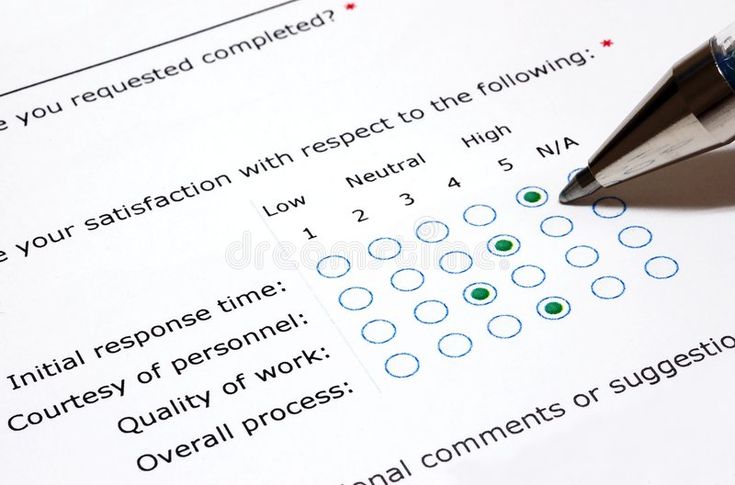 e you requested completed? *
e your satisfaction with respect to the following: *
Low Neutral High N/A
1 2 3 4 5
Initial response time:
Courtesy of personnel:
Quality of work:
Overall process:
onal comments or suggestio
dreamstime